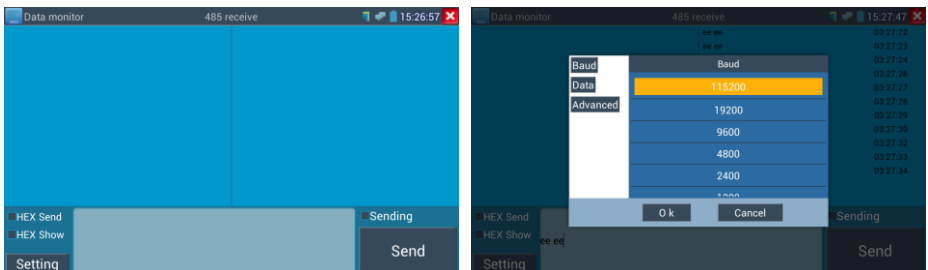 Data monitor 485 receive 15:26:57
HEX Send
HEX Show
Setting
Sending
Send
Data monitor 485 receive 15:27:47
ee ee 03:27:22
ee ee 03:27:23
03:27:24
03:27:26
03:27:27
03:27:28
03:27:29
03:27:30
03:27:32
03:27:33
03:27:34
Baud
Data
Advanced
Baud
115200
19200
9600
4800
2400
1200
Ok
Cancel
HEX Send
HEX Show
ee ee
Setting
Sending
Send